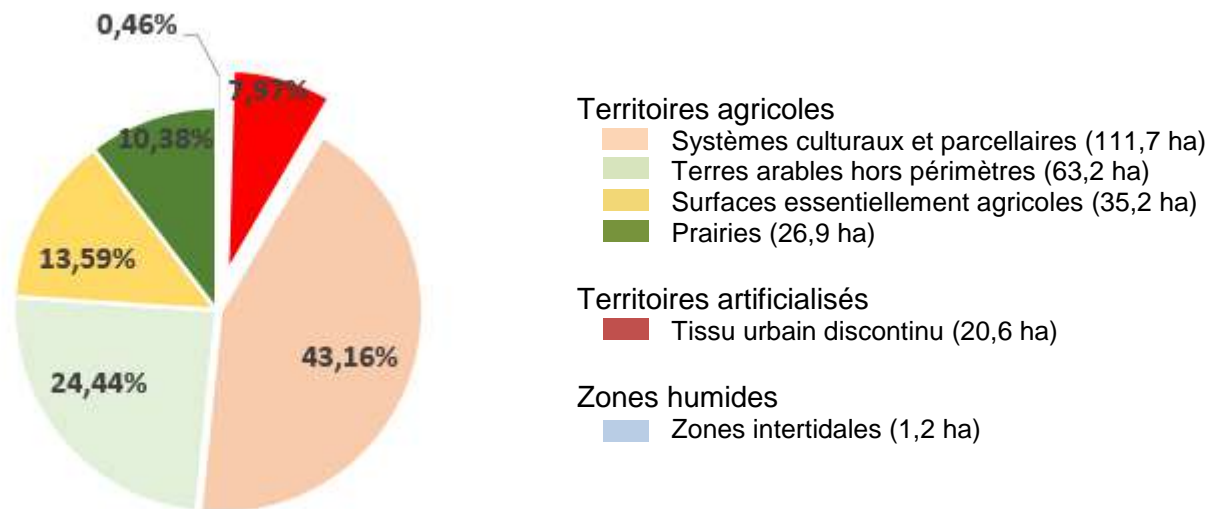 0,46%
7,97%
10,38%
13,59%
43,16%
24,44%
Territoires agricoles
Systèmes culturaux et parcellaires (111,7 ha)
Terres arables hors périmètres (63,2 ha)
Surfaces essentiellement agricoles (35,2 ha)
Prairies (26,9 ha)
Territoires artificialisés
Tissu urbain discontinu (20,6 ha)
Zones humides
Zones intertidales (1,2 ha)